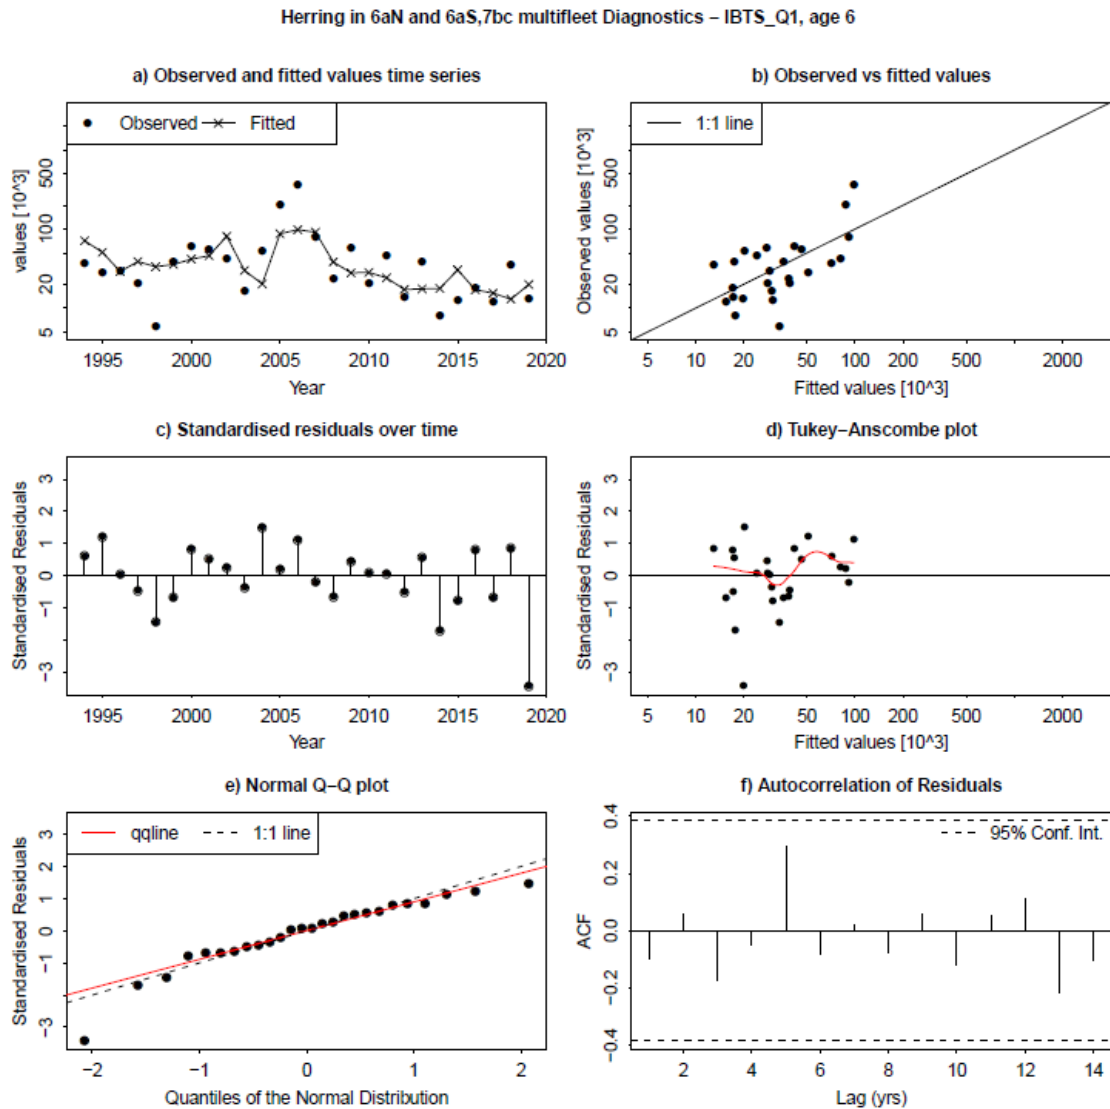 Herring in 6aN and 6aS,7bc multifleet Diagnostics – IBTS_Q1, age 6
a) Observed and fitted values time series
Observed Fitted
values [10^3]
5 20 100 500
1995 2000 2005 2010 2015 2020
Year
b) Observed vs fitted values
1:1 line
Observed values [10^3]
5 20 100 500
5 10 20 50 100 200 500 2000
Fitted values [10^3]
c) Standardised residuals over time
Standardised Residuals
−3 −1 0 1 2 3
1995 2000 2005 2010 2015 2020
Year
d) Tukey−Anscombe plot
Standardised Residuals
−3 −1 0 1 2 3
5 10 20 50 100 200 500 2000
Fitted values [10^3]
e) Normal Q−Q plot
qqline 1:1 line
Standardised Residuals
−3 −1 0 1 2 3
−2 −1 0 1 2
Quantiles of the Normal Distribution
f) Autocorrelation of Residuals
95% Conf. Int.
ACF
−0.4 −0.2 0.0 0.2 0.4
2 4 6 8 10 12 14
Lag (yrs)